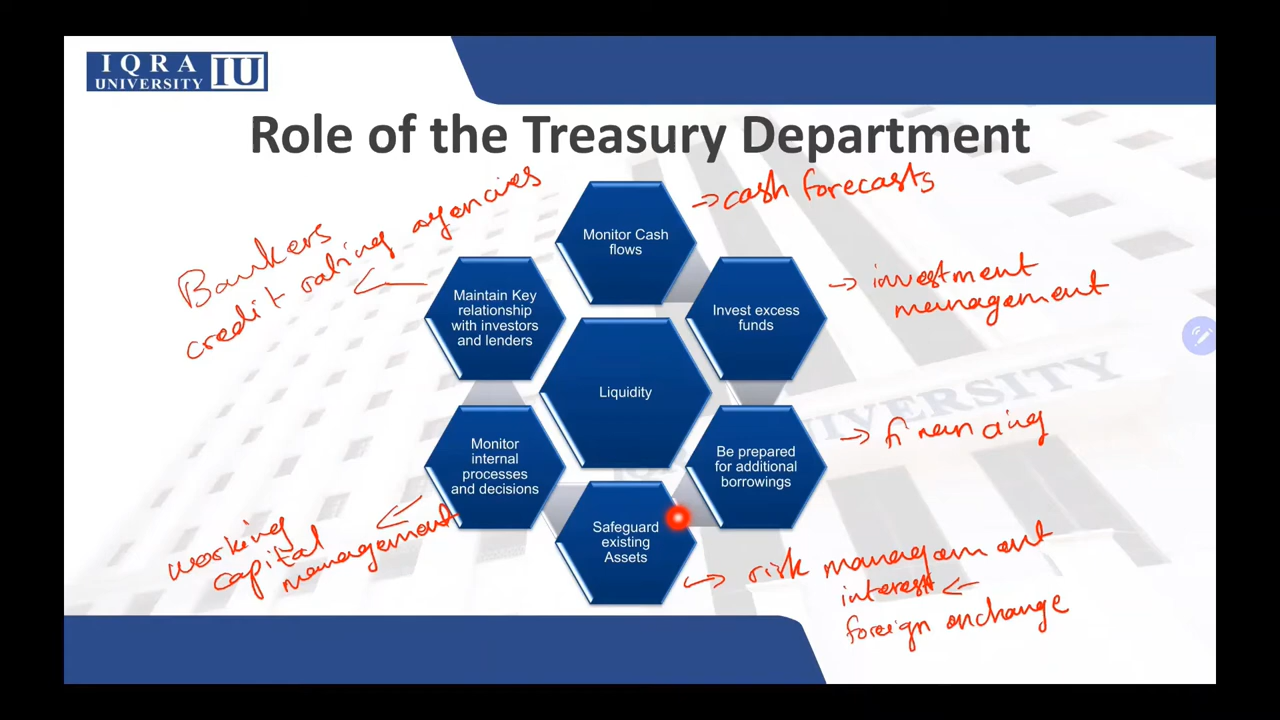 IQRA
UNIVERSITY IU
Role of the Treasury Department
Monitor Cash
flows
→ cash forecasts
Invest excess
funds
→ investment
management
Be prepared
for additional
borrowings
→ financing
Safeguard
existing
Assets
→ risk management
interest ←
foreign exchange
Monitor
internal
processes
and decisions
working
capital
management
Maintain Key
relationship
with investors
and lenders
Bankers
credit rating agencies
Liquidity
UNIVERSITY